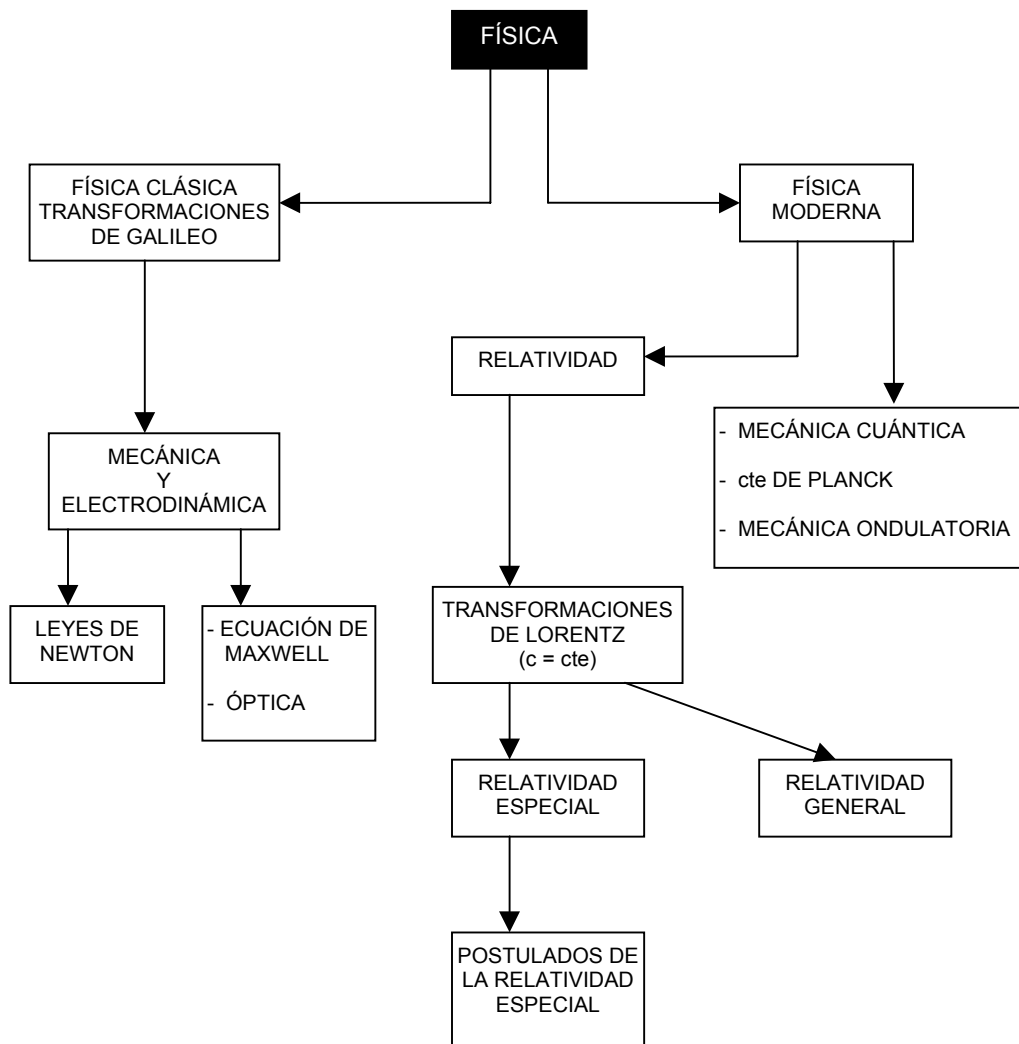 FÍSICA
FÍSICA CLÁSICA
TRANSFORMACIONES
DE GALILEO
FÍSICA
MODERNA
RELATIVIDAD
- MECÁNICA CUÁNTICA
- cte DE PLANCK
- MECÁNICA ONDULATORIA
MECÁNICA
Y
ELECTRODINÁMICA
LEYES DE
NEWTON
- ECUACIÓN DE
MAXWELL
- ÓPTICA
TRANSFORMACIONES
DE LORENTZ
(c = cte)
RELATIVIDAD
ESPECIAL
RELATIVIDAD
GENERAL
POSTULADOS DE
LA RELATIVIDAD
ESPECIAL